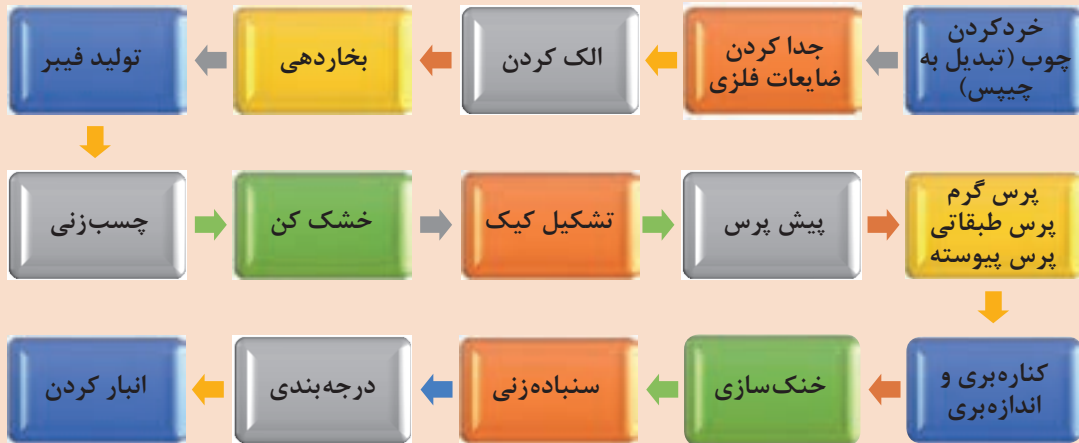 خردکردن
چوب (تبدیل به
چیپس)
جدا کردن
ضایعات فلزی
الک کردن
بخاردهی
تولید فیبر
چسب‌زنی
خشک کن
تشکیل کیک
پیش پرس
پرس گرم
پرس طبقاتی
پرس پیوسته
کناره‌بری و
اندازه‌بری
خنک‌سازی
سنباده‌زنی
درجه‌بندی
انبار کردن